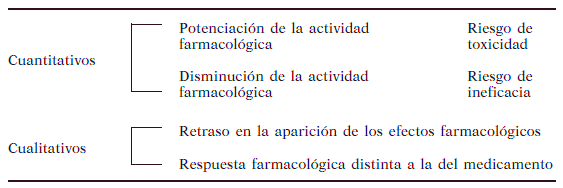 Cuantitativos
Potenciación de la actividad farmacológica
Riesgo de toxicidad
Disminución de la actividad farmacológica
Riesgo de ineficacia
Cualitativos
Retraso en la aparición de los efectos farmacológicos
Respuesta farmacológica distinta a la del medicamento